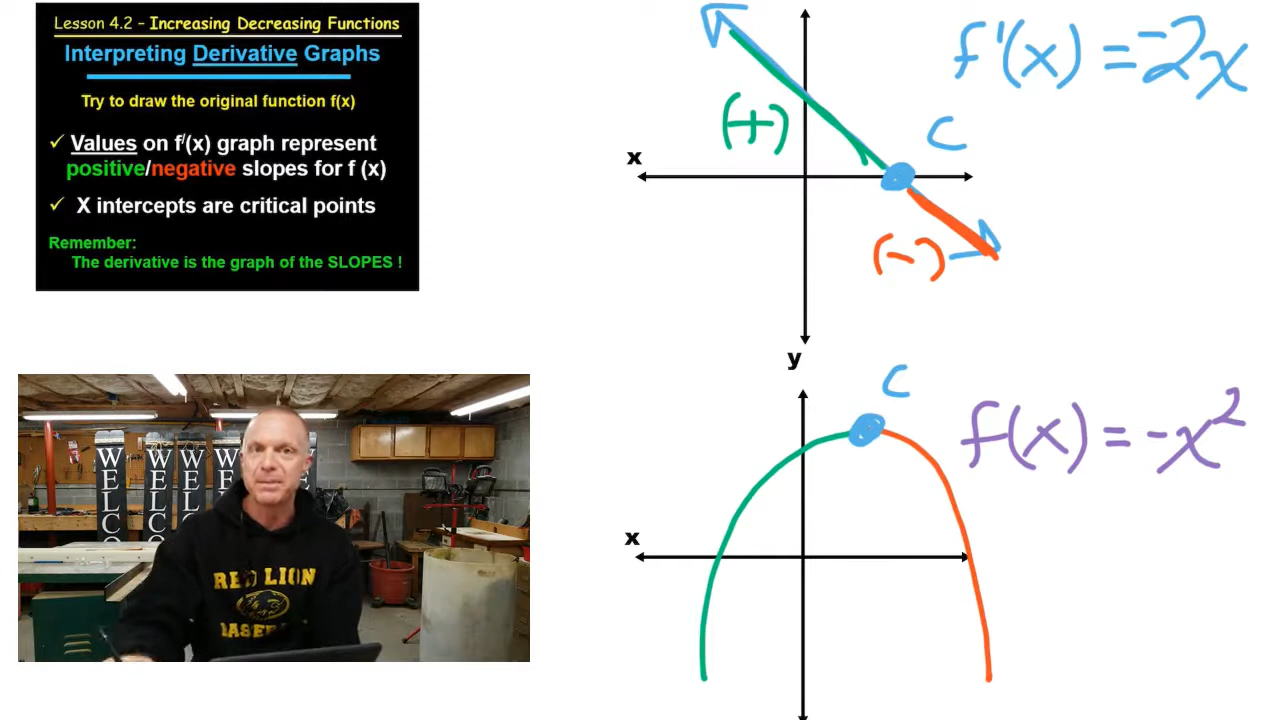 Lesson 4.2 – Increasing Decreasing Functions
Interpreting Derivative Graphs
Try to draw the original function f(x)
✓ Values on f/(x) graph represent
positive/negative slopes for f (x)
✓ X intercepts are critical points
Remember:
The derivative is the graph of the SLOPES !
f'(x) = -2x
(+)
C
x
(-)
y
C
f(x) = -x²
x
WELCO
WELCO
WELC
WELCO
RED LION